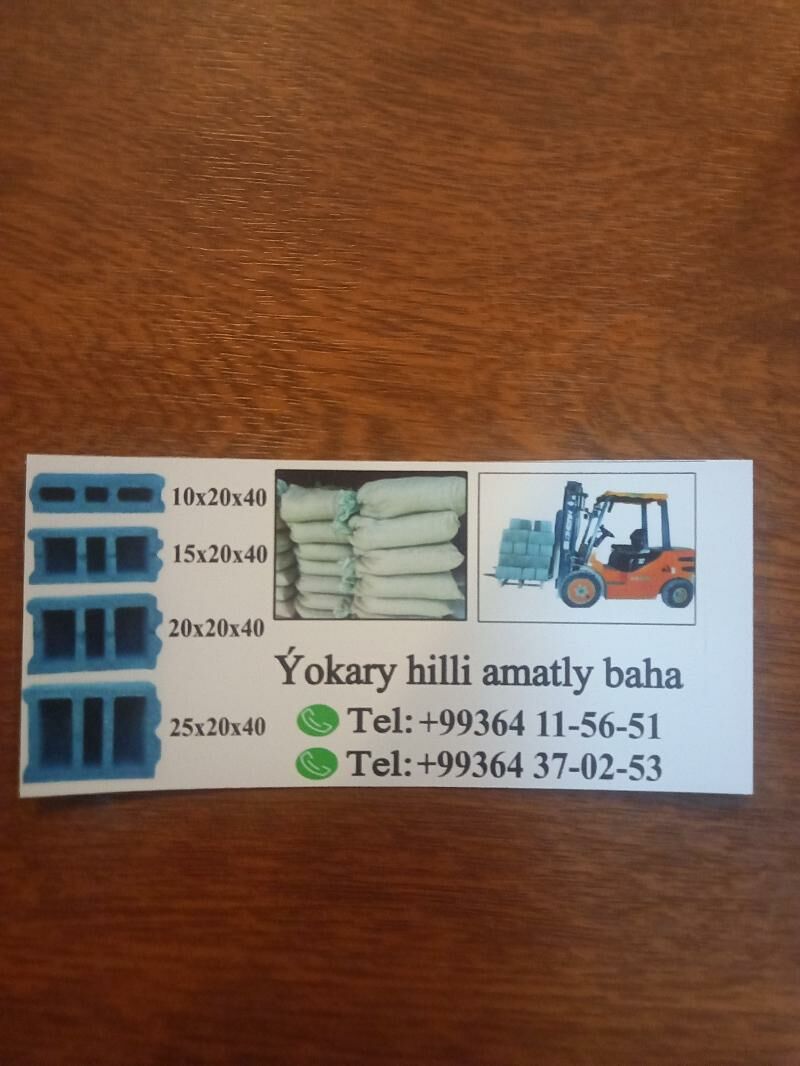 10x20x40
15x20x40
20x20x40
25x20x40
Ýokary hilli amatly baha
Tel: +99364 11-56-51
Tel: +99364 37-02-53